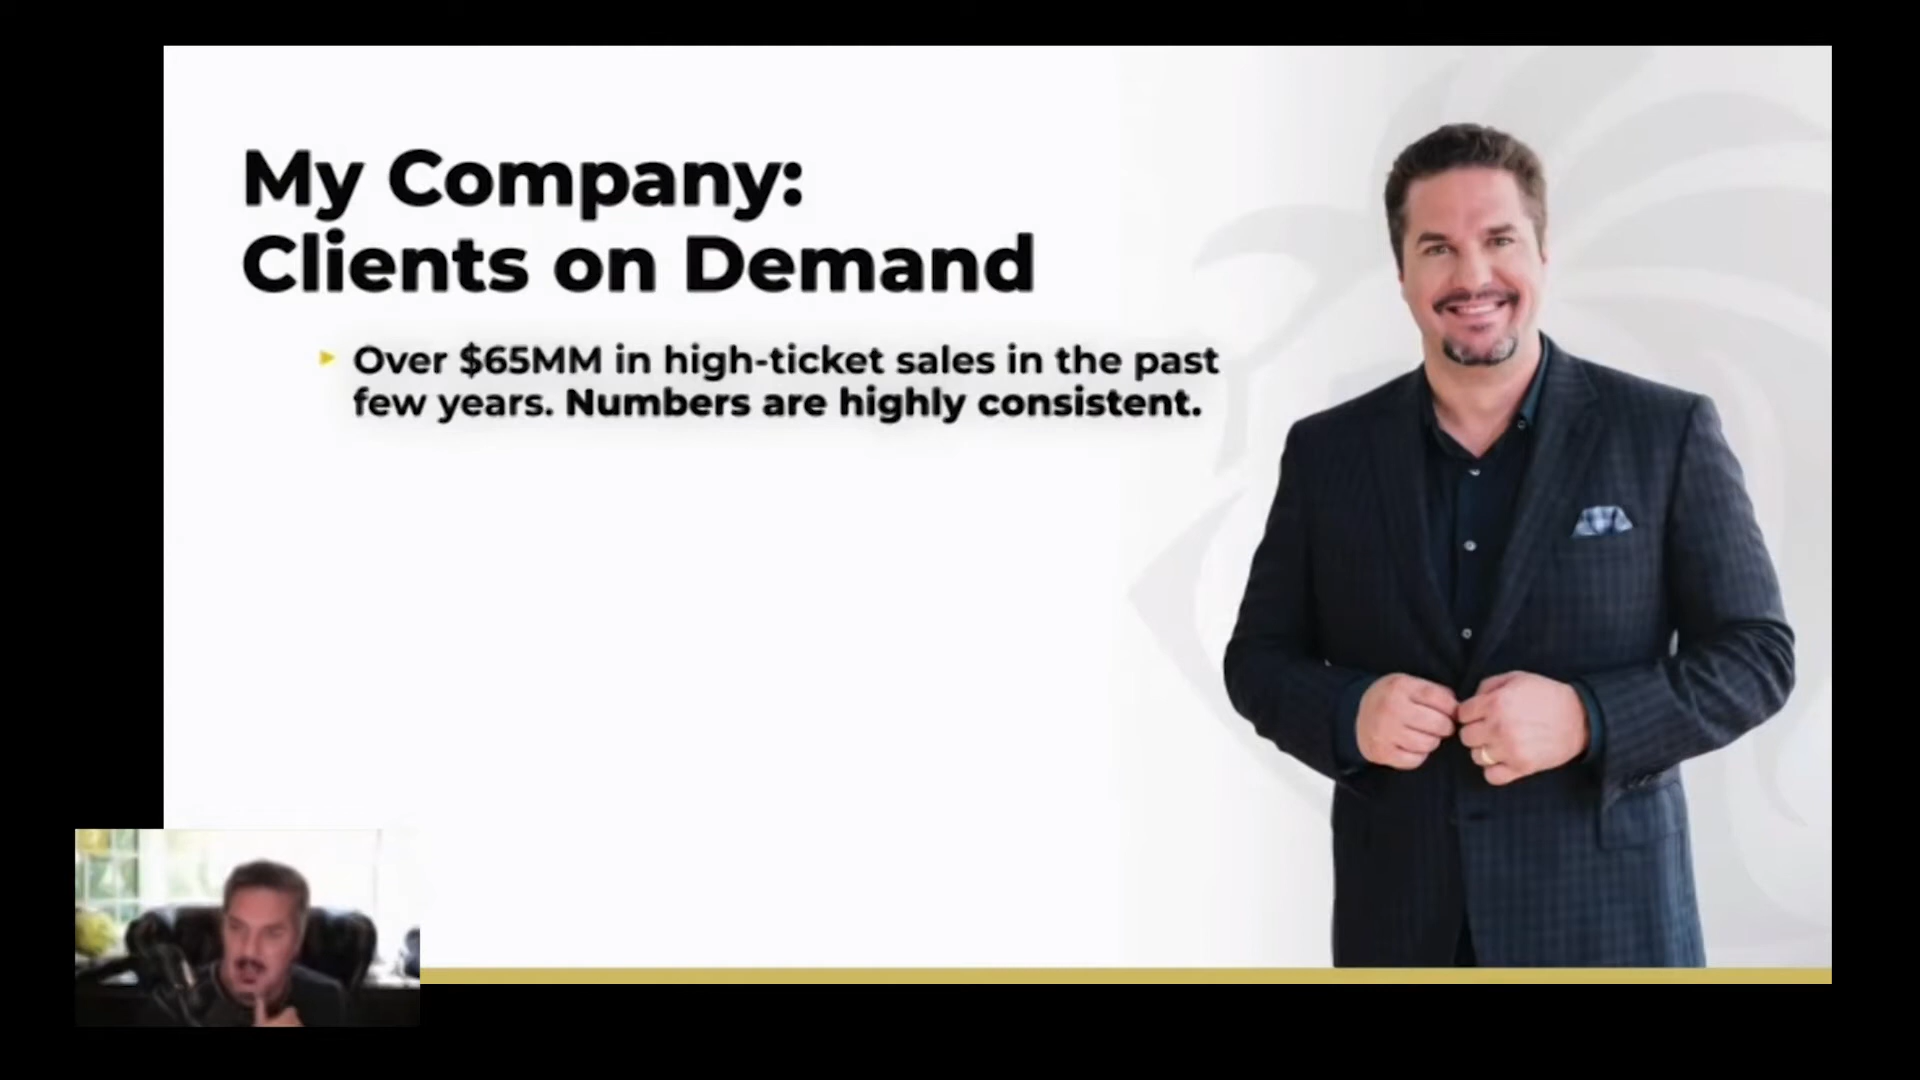 My Company:
Clients on Demand
Over $65MM in high-ticket sales in the past
few years. Numbers are highly consistent.